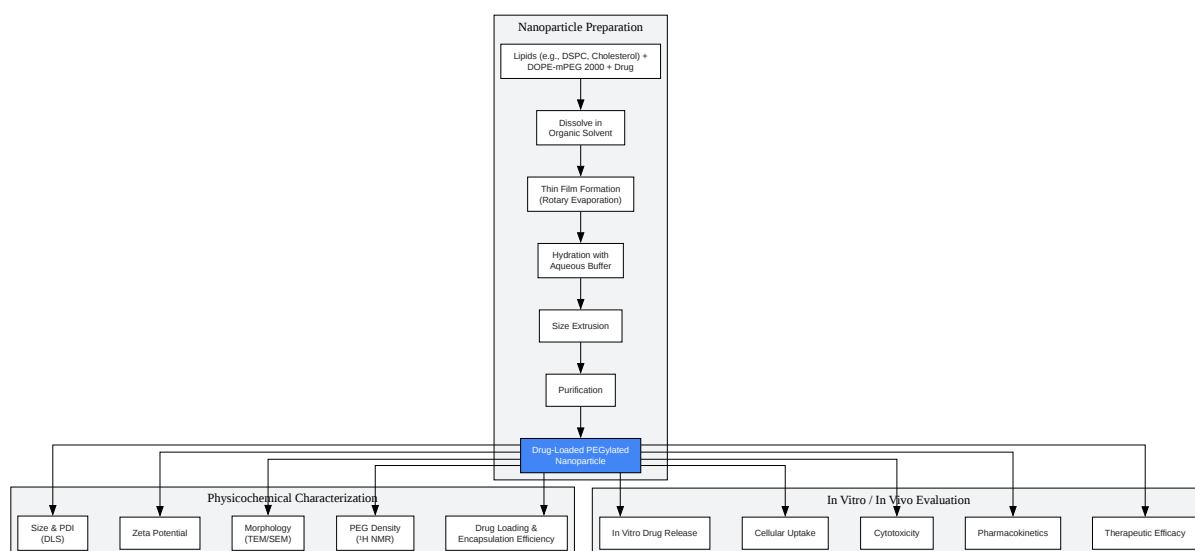 Nanoparticle Preparation
Lipids (e.g., DSPC, Cholesterol) +
DOPE-mPEG 2000 + Drug
Dissolve in
Organic Solvent
Thin Film Formation
(Rotary Evaporation)
Hydration with
Aqueous Buffer
Size Extrusion
Purification
Drug-Loaded PEGylated
Nanoparticle
Physicochemical Characterization
Size & PDI
(DLS)
Zeta Potential
Morphology
(TEM/SEM)
PEG Density
(¹H NMR)
Drug Loading &
Encapsulation Efficiency
In Vitro / In Vivo Evaluation
In Vitro Drug Release
Cellular Uptake
Cytotoxicity
Pharmacokinetics
Therapeutic Efficacy